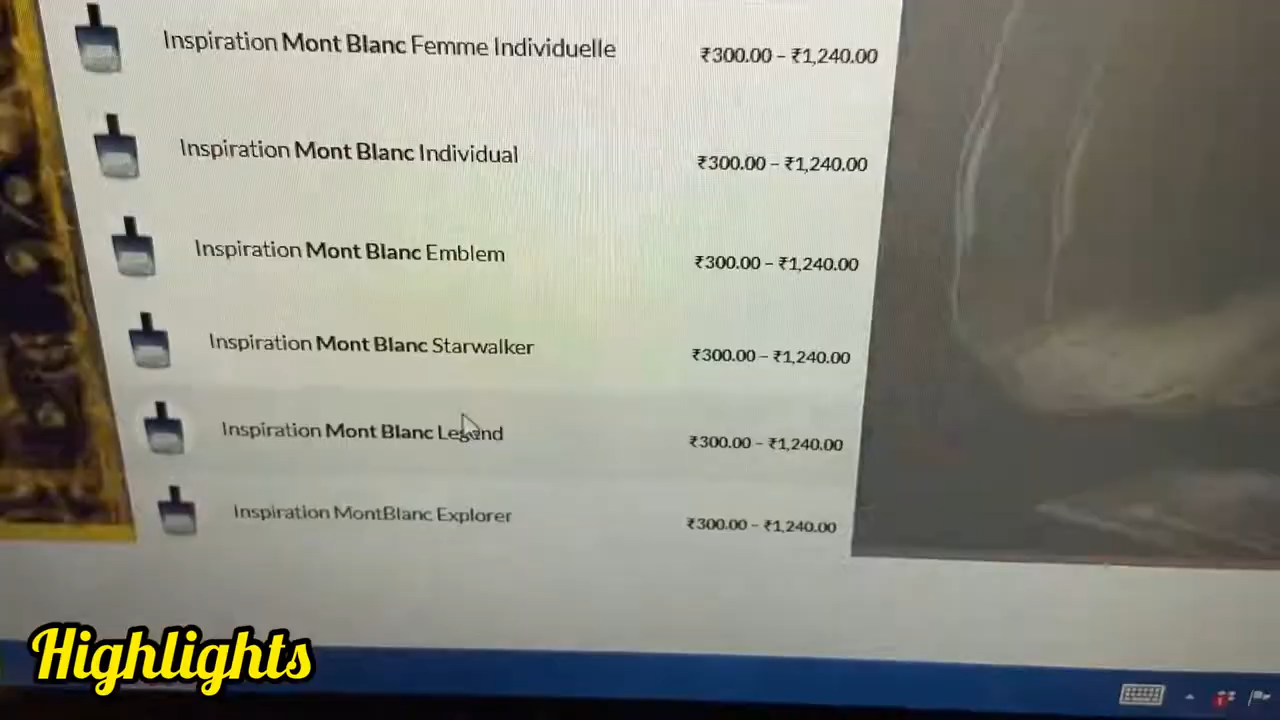 Inspiration Mont Blanc Femme Individuelle ₹300.00 – ₹1,240.00
Inspiration Mont Blanc Individual ₹300.00 – ₹1,240.00
Inspiration Mont Blanc Emblem ₹300.00 – ₹1,240.00
Inspiration Mont Blanc Starwalker ₹300.00 – ₹1,240.00
Inspiration Mont Blanc Legend ₹300.00 – ₹1,240.00
Inspiration MontBlanc Explorer ₹300.00 – ₹1,240.00
Highlights